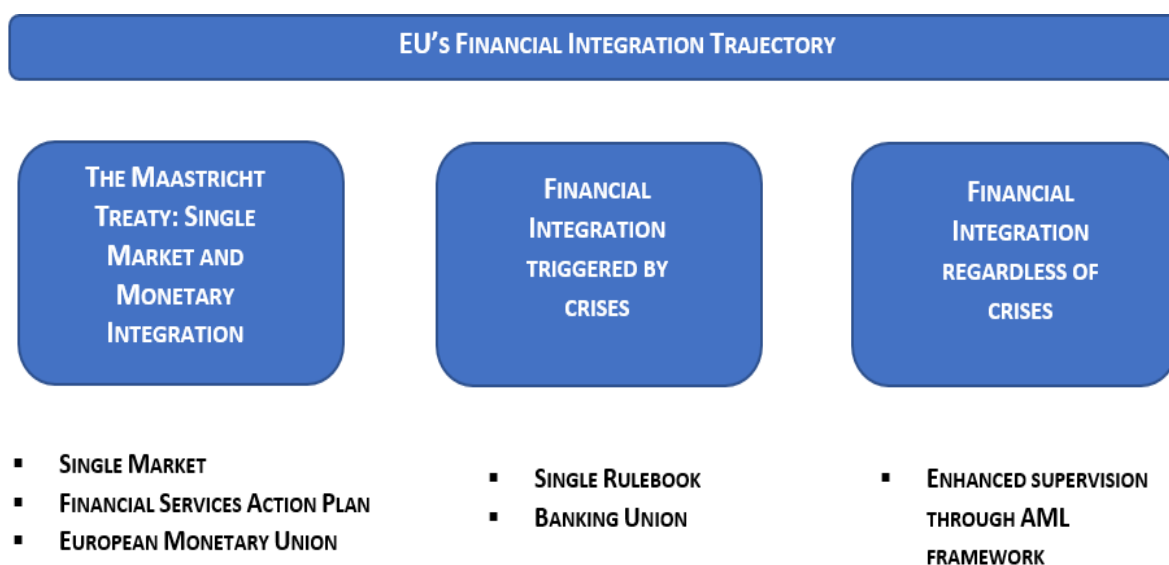 EU's Financial Integration Trajectory
The Maastricht
Treaty: Single
Market and
Monetary
Integration
Financial
Integration
triggered by
crises
Financial
Integration
regardless of
crises
▪ Single Market
▪ Financial Services Action Plan
▪ European Monetary Union
▪ Single Rulebook
▪ Banking Union
▪ Enhanced supervision
through AML
framework